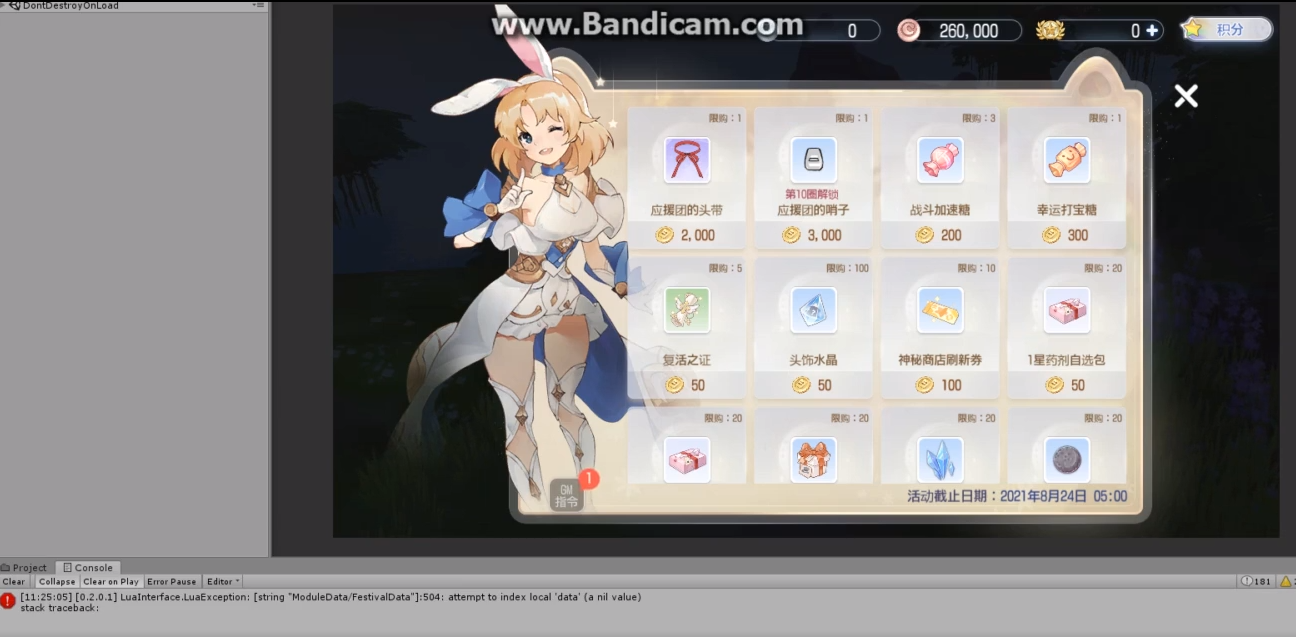 DontDestroyOnLoad
www.Bandicam.com
0
260,000
0
积分
限购：1
限购：1
限购：3
限购：1
第10圈解锁
应援团的头带
应援团的哨子
战斗加速糖
幸运打宝糖
2,000
3,000
200
300
限购：5
限购：100
限购：10
限购：20
复活之证
头饰水晶
神秘商店刷新券
1星药剂自选包
50
50
100
50
限购：20
限购：20
限购：20
限购：20
GM
指令
1
活动截止日期：2021年8月24日 05:00
Project
Console
Clear
Collapse
Clear on Play
Error Pause
Editor
181
[11:25:05] [0.2.0.1] LuaInterface.LuaException: [string "ModuleData/FestivalData"]:504: attempt to index local 'data' (a nil value)
stack traceback: